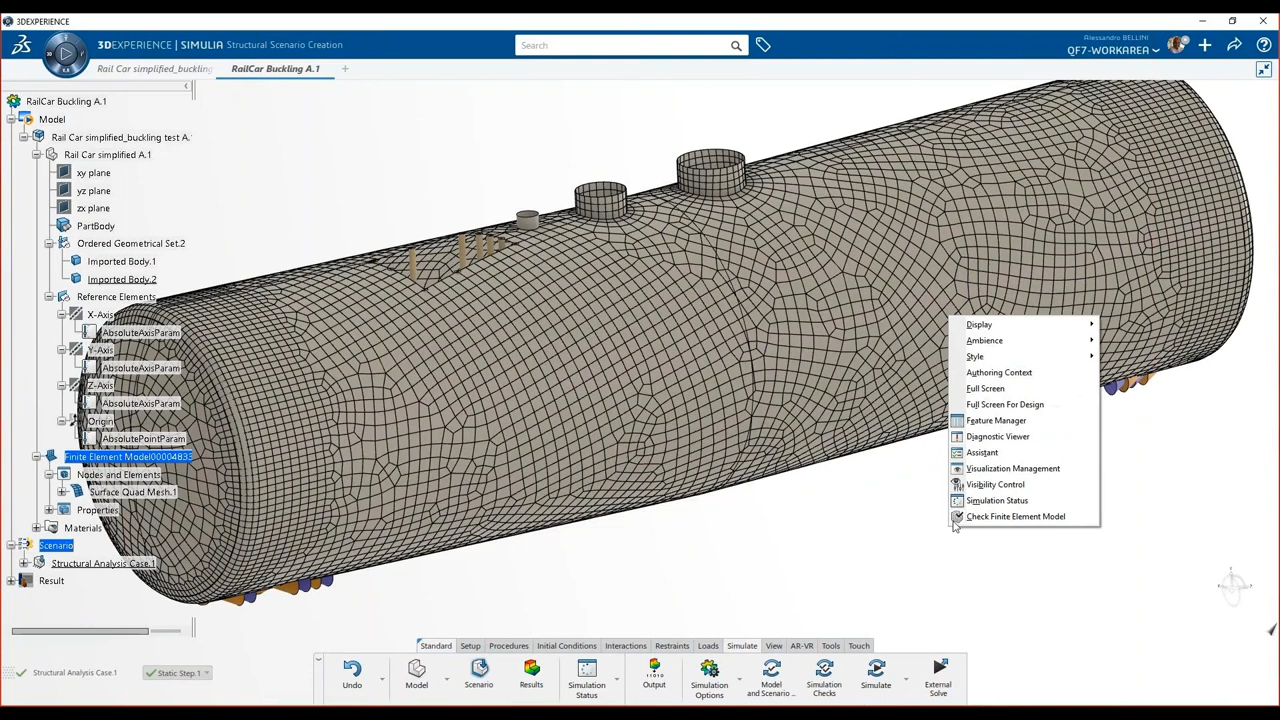 3DEXPERIENCE
3DEXPERIENCE | SIMULIA Structural Scenario Creation
Search
Alessandro BELLINI
QF7-WORKAREA
Rail Car simplified_buckling
RailCar Buckling A.1
+
RailCar Buckling A.1
Model
Rail Car simplified_buckling test A.
Rail Car simplified A.1
xy plane
yz plane
zx plane
PartBody
Ordered Geometrical Set.2
Imported Body.1
Imported Body.2
Reference Elements
X-Axis
AbsoluteAxisParam
Y-Axis
AbsoluteAxisParam
Z-Axis
AbsoluteAxisParam
Origin
AbsolutePointParam
Finite Element Model00004833
Nodes and Elements
Surface Quad Mesh.1
Properties
Materials
Scenario
Structural Analysis Case.1
Result
Display
Ambience
Style
Authoring Context
Full Screen
Full Screen For Design
Feature Manager
Diagnostic Viewer
Assistant
Visualization Management
Visibility Control
Simulation Status
Check Finite Element Model
Standard Setup Procedures Initial Conditions Interactions Restraints Loads Simulate View AR-VR Tools Touch
Structural Analysis Case.1
Static Step.1
Undo
Model
Scenario
Results
Simulation
Status
Output
Simulation
Options
Model
and Scenario ...
Simulation
Checks
Simulate
External
Solve